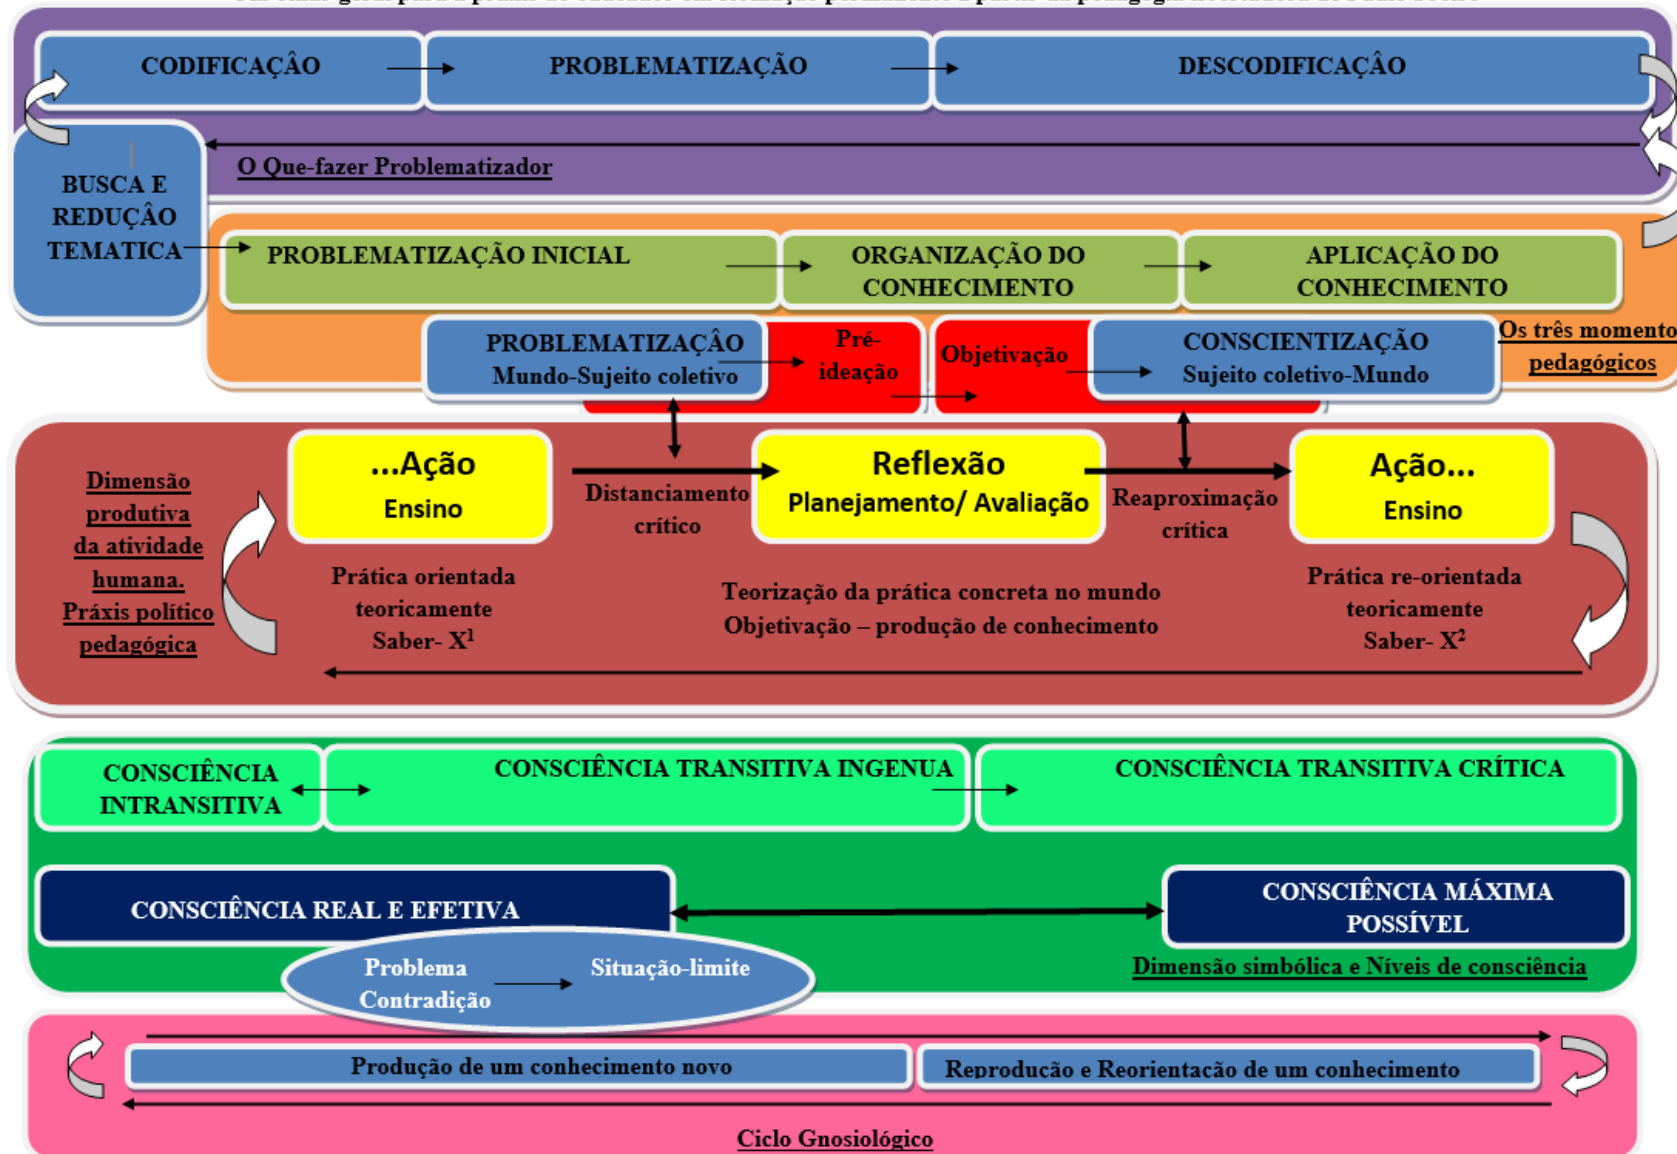 CODIFICAÇÂO
PROBLEMATIZAÇÃO
DESCODIFICAÇÂO
O Que-fazer Problematizador
BUSCA E
REDUÇÂO
TEMATICA
PROBLEMATIZAÇÃO INICIAL
ORGANIZAÇÃO DO
CONHECIMENTO
APLICAÇÃO DO
CONHECIMENTO
PROBLEMATIZAÇÂO
Mundo-Sujeito coletivo
Pré-
ideação
Objetivação
CONSCIENTIZAÇÃO
Sujeito coletivo-Mundo
Os três momento
pedagógicos
Dimensão
produtiva
da atividade
humana.
Práxis político
pedagógica
...Ação
Ensino
Distanciamento
crítico
Reflexão
Planejamento/ Avaliação
Reaproximação
crítica
Ação...
Ensino
Prática orientada
teoricamente
Saber- X¹
Teorização da prática concreta no mundo
Objetivação – produção de conhecimento
Prática re-orientada
teoricamente
Saber- X²
CONSCIÊNCIA
INTRANSITIVA
CONSCIÊNCIA TRANSITIVA INGENUA
CONSCIÊNCIA TRANSITIVA CRÍTICA
CONSCIÊNCIA REAL E EFETIVA
CONSCIÊNCIA MÁXIMA
POSSÍVEL
Problema
Contradição
Situação-limite
Dimensão simbólica e Níveis de consciência
Produção de um conhecimento novo
Reprodução e Reorientação de um conhecimento
Ciclo Gnosiológico